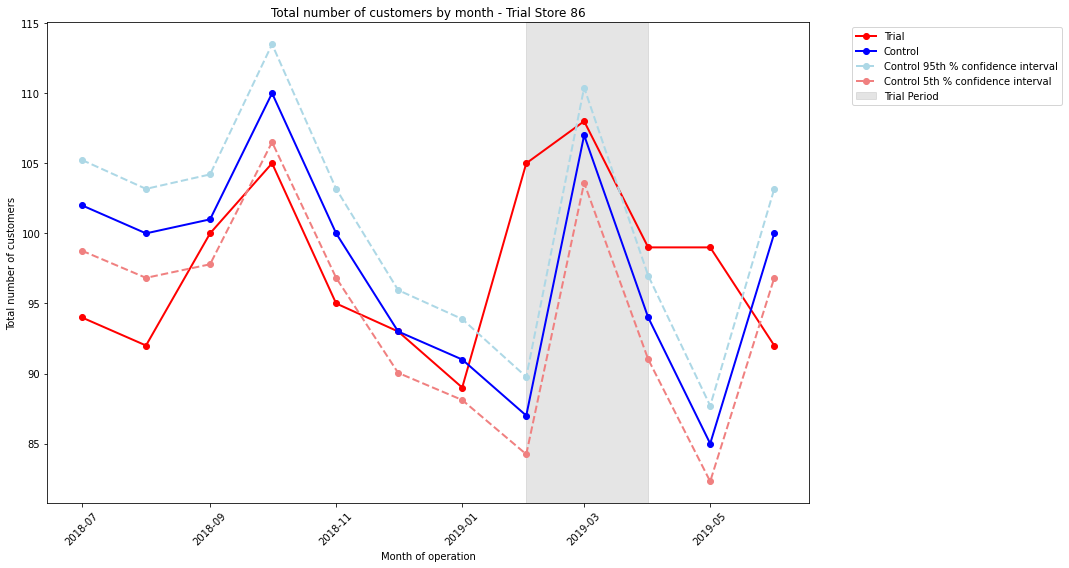 Total number of customers by month - Trial Store 86
Total number of customers
115
110
105
100
95
90
85
2018-07
2018-09
2018-11
2019-01
2019-03
2019-05
Month of operation
Trial
Control
Control 95th % confidence interval
Control 5th % confidence interval
Trial Period